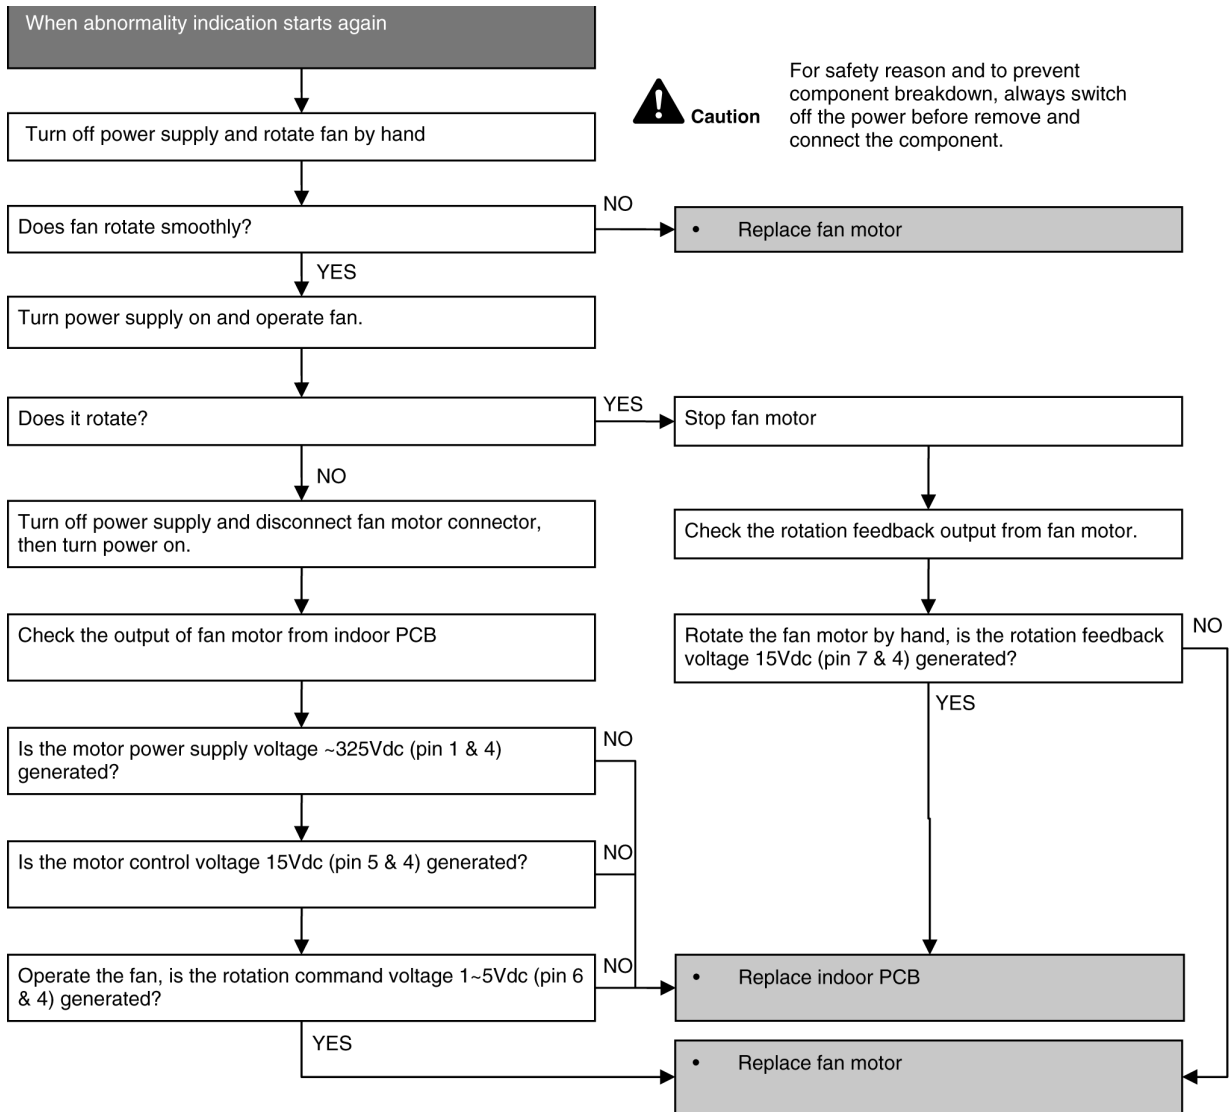 When abnormality indication starts again
Caution
For safety reason and to prevent
component breakdown, always switch
off the power before remove and
connect the component.
Turn off power supply and rotate fan by hand
Does fan rotate smoothly?
NO
• Replace fan motor
YES
Turn power supply on and operate fan.
Does it rotate?
YES
Stop fan motor
NO
Turn off power supply and disconnect fan motor connector,
then turn power on.
Check the rotation feedback output from fan motor.
Check the output of fan motor from indoor PCB
Rotate the fan motor by hand, is the rotation feedback
voltage 15Vdc (pin 7 & 4) generated?
NO
YES
Is the motor power supply voltage ~325Vdc (pin 1 & 4)
generated?
NO
Is the motor control voltage 15Vdc (pin 5 & 4) generated?
NO
Operate the fan, is the rotation command voltage 1~5Vdc (pin 6
& 4) generated?
NO
• Replace indoor PCB
YES
• Replace fan motor